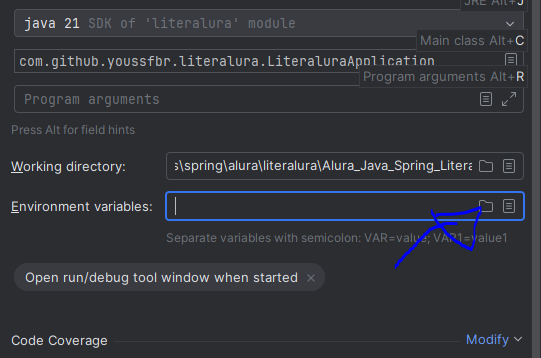 JRE Alt+J
java 21 SDK of 'literalura' module
Main class Alt+C
com.github.youssfbr.literalura.LiteraluraApplication
Program arguments Alt+R
Program arguments
Press Alt for field hints
Working directory: s\spring\alura\literalura\Alura_Java_Spring_Litera
Environment variables:
Separate variables with semicolon: VAR=value; VAR1=value1
Open run/debug tool window when started ×
Code Coverage Modify